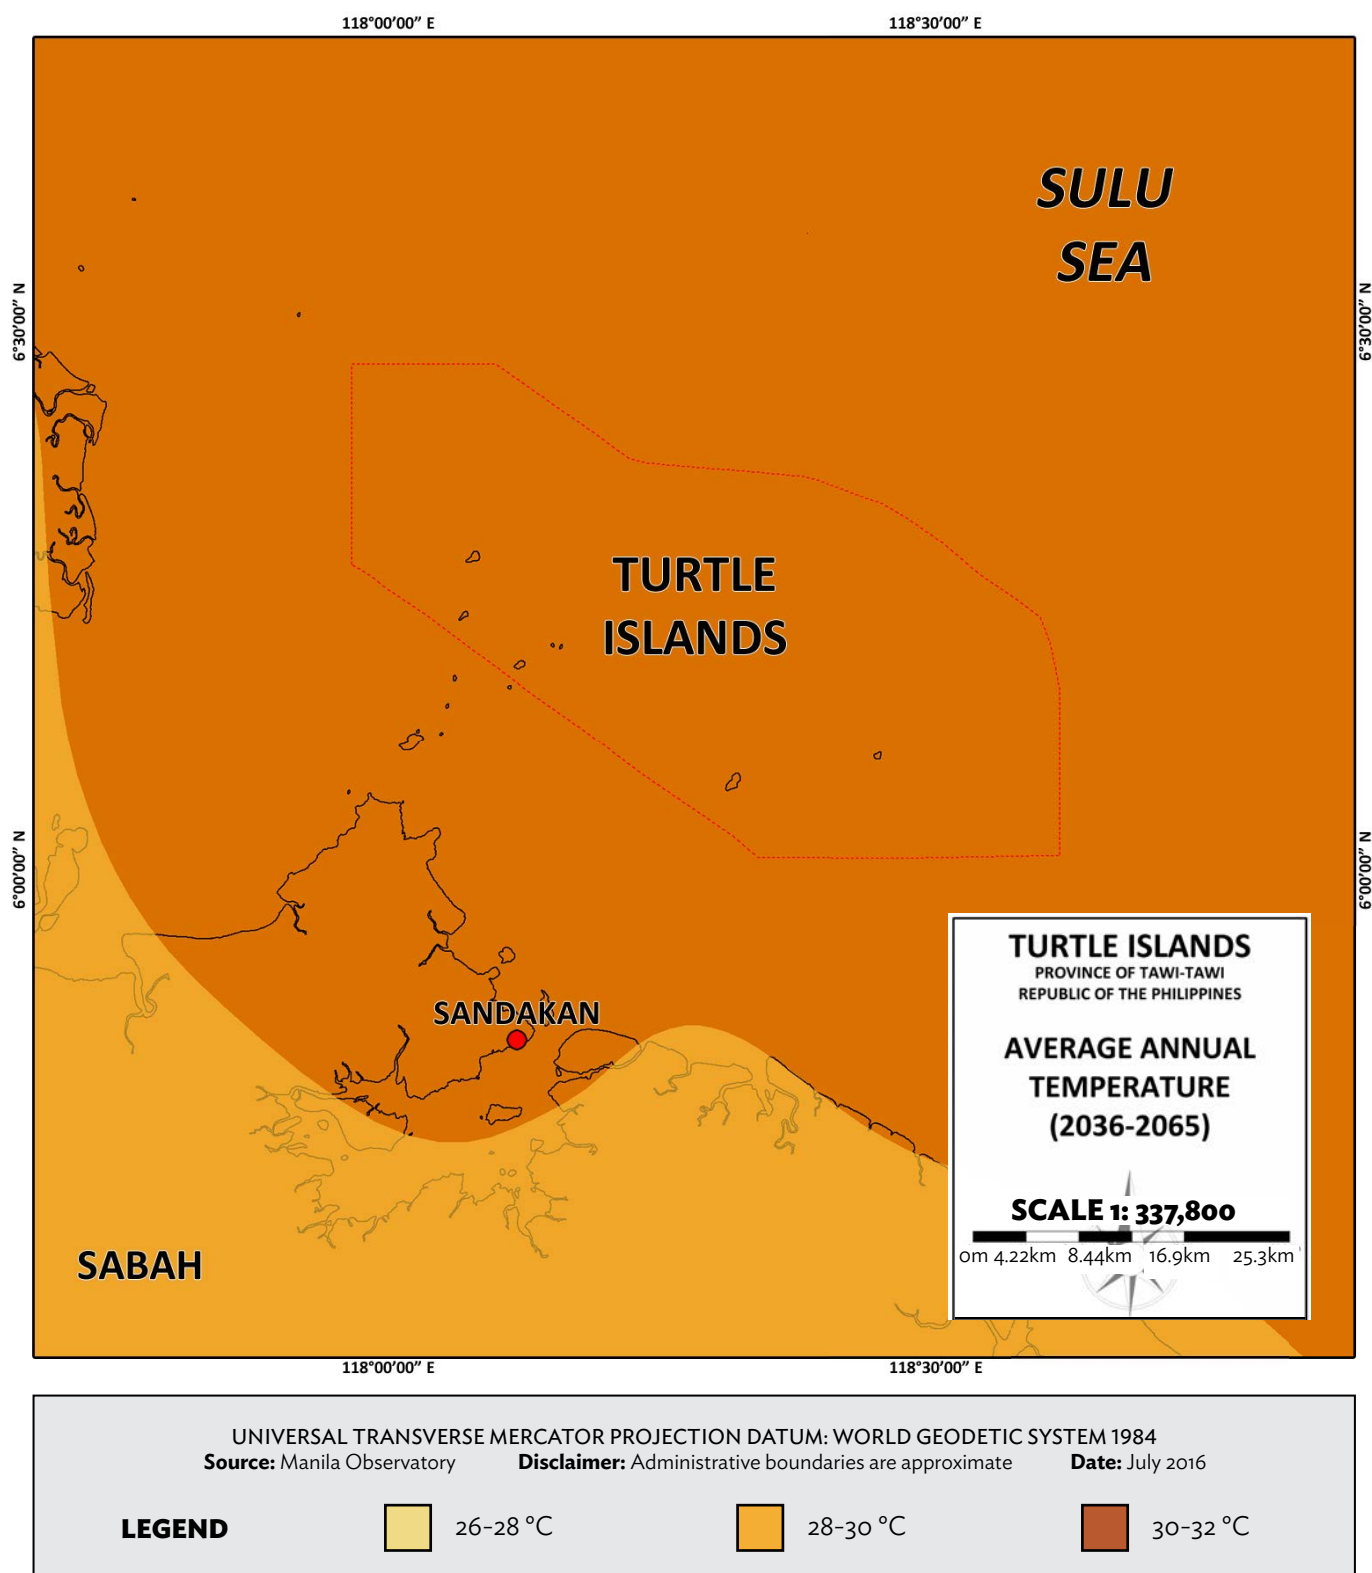 118°00'00" E 118°30'00" E
SULU
SEA
6°30'00" N 6°30'00" N
TURTLE
ISLANDS
6°00'00" N 6°00'00" N
SANDAKAN
SABAH
TURTLE ISLANDS
PROVINCE OF TAWI-TAWI
REPUBLIC OF THE PHILIPPINES
AVERAGE ANNUAL
TEMPERATURE
(2036-2065)
SCALE 1: 337,800
0m 4.22km 8.44km 16.9km 25.3km
118°00'00" E 118°30'00" E
UNIVERSAL TRANSVERSE MERCATOR PROJECTION DATUM: WORLD GEODETIC SYSTEM 1984
Source: Manila Observatory Disclaimer: Administrative boundaries are approximate Date: July 2016
LEGEND 26-28 °C 28-30 °C 30-32 °C